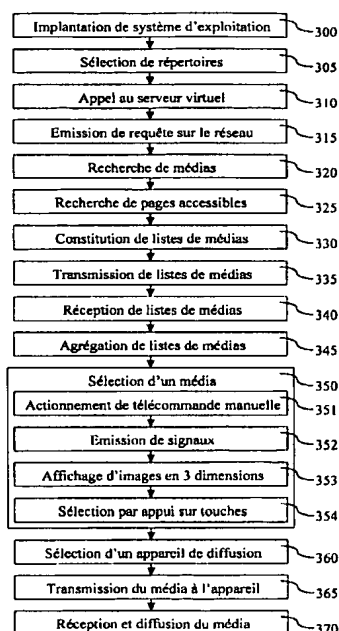 Implantation de système d'exploitation 300
Sélection de répertoires 305
Appel au serveur virtuel 310
Emission de requête sur le réseau 315
Recherche de médias 320
Recherche de pages accessibles 325
Constitution de listes de médias 330
Transmission de listes de médias 335
Réception de listes de médias 340
Agrégation de listes de médias 345
Sélection d'un média 350
Actionnement de télécommande manuelle 351
Emission de signaux 352
Affichage d'images en 3 dimensions 353
Sélection par appui sur touches 354
Sélection d'un appareil de diffusion 360
Transmission du média à l'appareil 365
Réception et diffusion du média 370